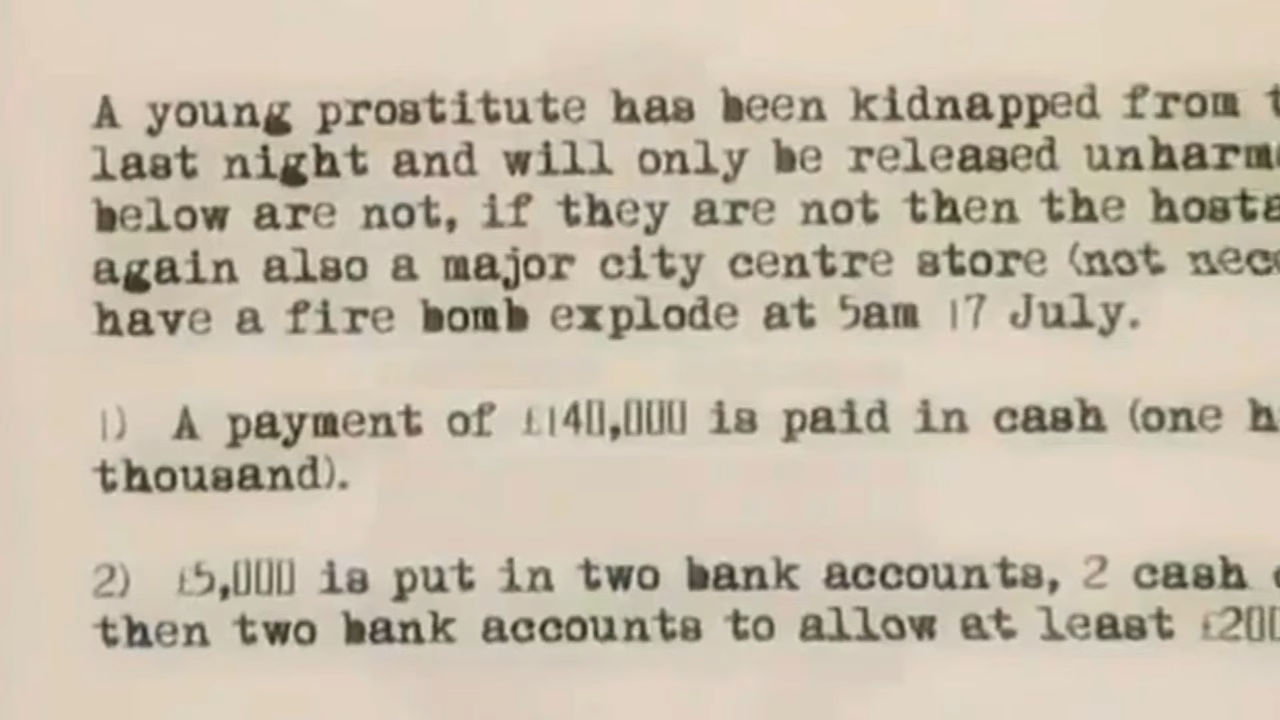 A young prostitute has been kidnapped from
last night and will only be released
below are not, if they are not then the
again also a major city centre store (not
have a fire bomb explode at 5am 17 July.
1) A payment of £140,000 is paid in cash (one
thousand).
2) £5,000 is put in two bank accounts, 2 cash
then two bank accounts to allow at least